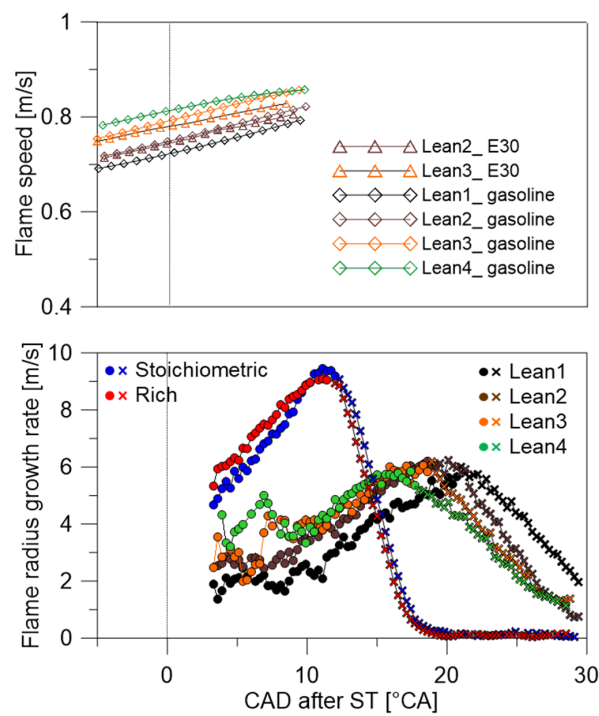 1
0.8
0.6
0.4
Flame speed [m/s]
Lean2_ E30
Lean3_ E30
Lean1_ gasoline
Lean2_ gasoline
Lean3_ gasoline
Lean4_ gasoline
10
8
6
4
2
0
Flame radius growth rate [m/s]
Stoichiometric
Rich
Lean1
Lean2
Lean3
Lean4
0 10 20 30
CAD after ST [°CA]